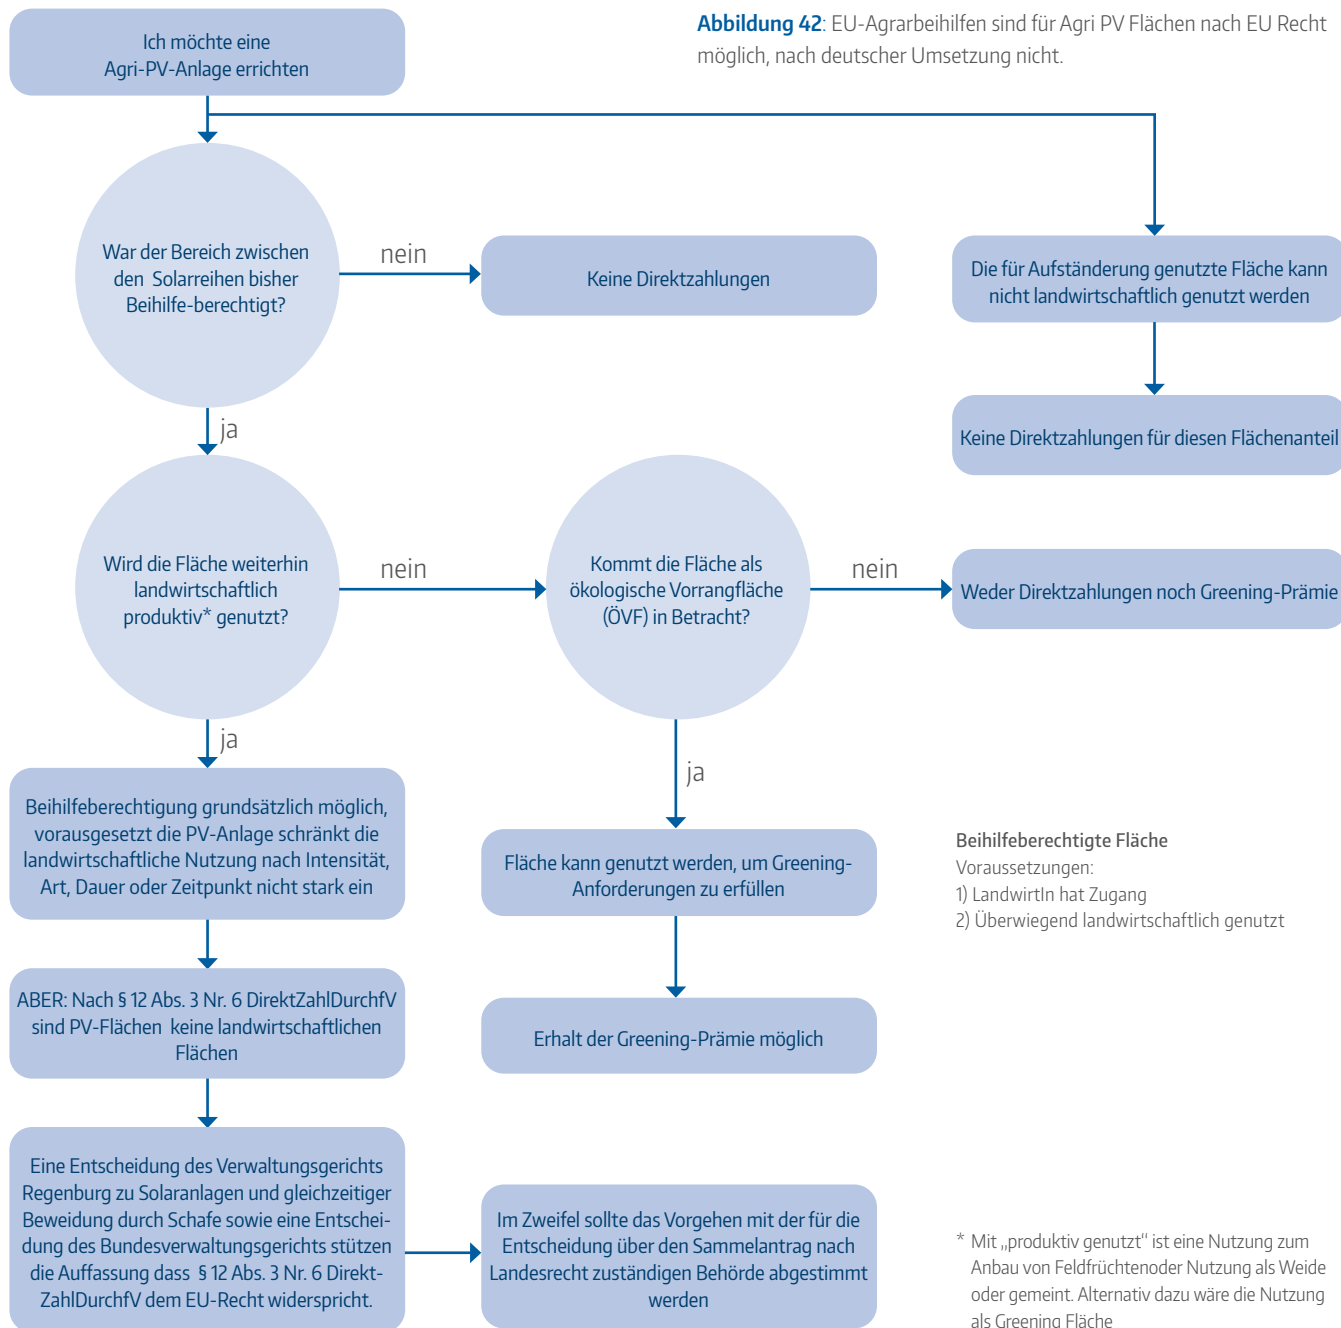 Abbildung 42: EU-Agrarbeihilfen sind für Agri PV Flächen nach EU Recht
möglich, nach deutscher Umsetzung nicht.
Ich möchte eine
Agri-PV-Anlage errichten
War der Bereich zwischen
den Solarreihen bisher
Beihilfe-berechtigt?
nein
Keine Direktzahlungen
Die für Aufständerung genutzte Fläche kann
nicht landwirtschaftlich genutzt werden
Keine Direktzahlungen für diesen Flächenanteil
ja
Wird die Fläche weiterhin
landwirtschaftlich
produktiv* genutzt?
nein
Kommt die Fläche als
ökologische Vorrangfläche
(ÖVF) in Betracht?
nein
Weder Direktzahlungen noch Greening-Prämie
ja
Beihilfeberechtigung grundsätzlich möglich,
vorausgesetzt die PV-Anlage schränkt die
landwirtschaftliche Nutzung nach Intensität,
Art, Dauer oder Zeitpunkt nicht stark ein
ja
Fläche kann genutzt werden, um Greening-
Anforderungen zu erfüllen
Beihilfeberechtigte Fläche
Voraussetzungen:
1) LandwirtIn hat Zugang
2) Überwiegend landwirtschaftlich genutzt
ABER: Nach § 12 Abs. 3 Nr. 6 DirektZahlDurchfV
sind PV-Flächen keine landwirtschaftlichen
Flächen
Erhalt der Greening-Prämie möglich
Eine Entscheidung des Verwaltungsgerichts
Regenburg zu Solaranlagen und gleichzeitiger
Beweidung durch Schafe sowie eine Entschei-
dung des Bundesverwaltungsgerichts stützen
die Auffassung dass § 12 Abs. 3 Nr. 6 Direkt-
ZahlDurchfV dem EU-Recht widerspricht.
Im Zweifel sollte das Vorgehen mit der für die
Entscheidung über den Sammelantrag nach
Landesrecht zuständigen Behörde abgestimmt
werden
* Mit „produktiv genutzt“ ist eine Nutzung zum
Anbau von Feldfrüchtenoder Nutzung als Weide
oder gemeint. Alternativ dazu wäre die Nutzung
als Greening Fläche